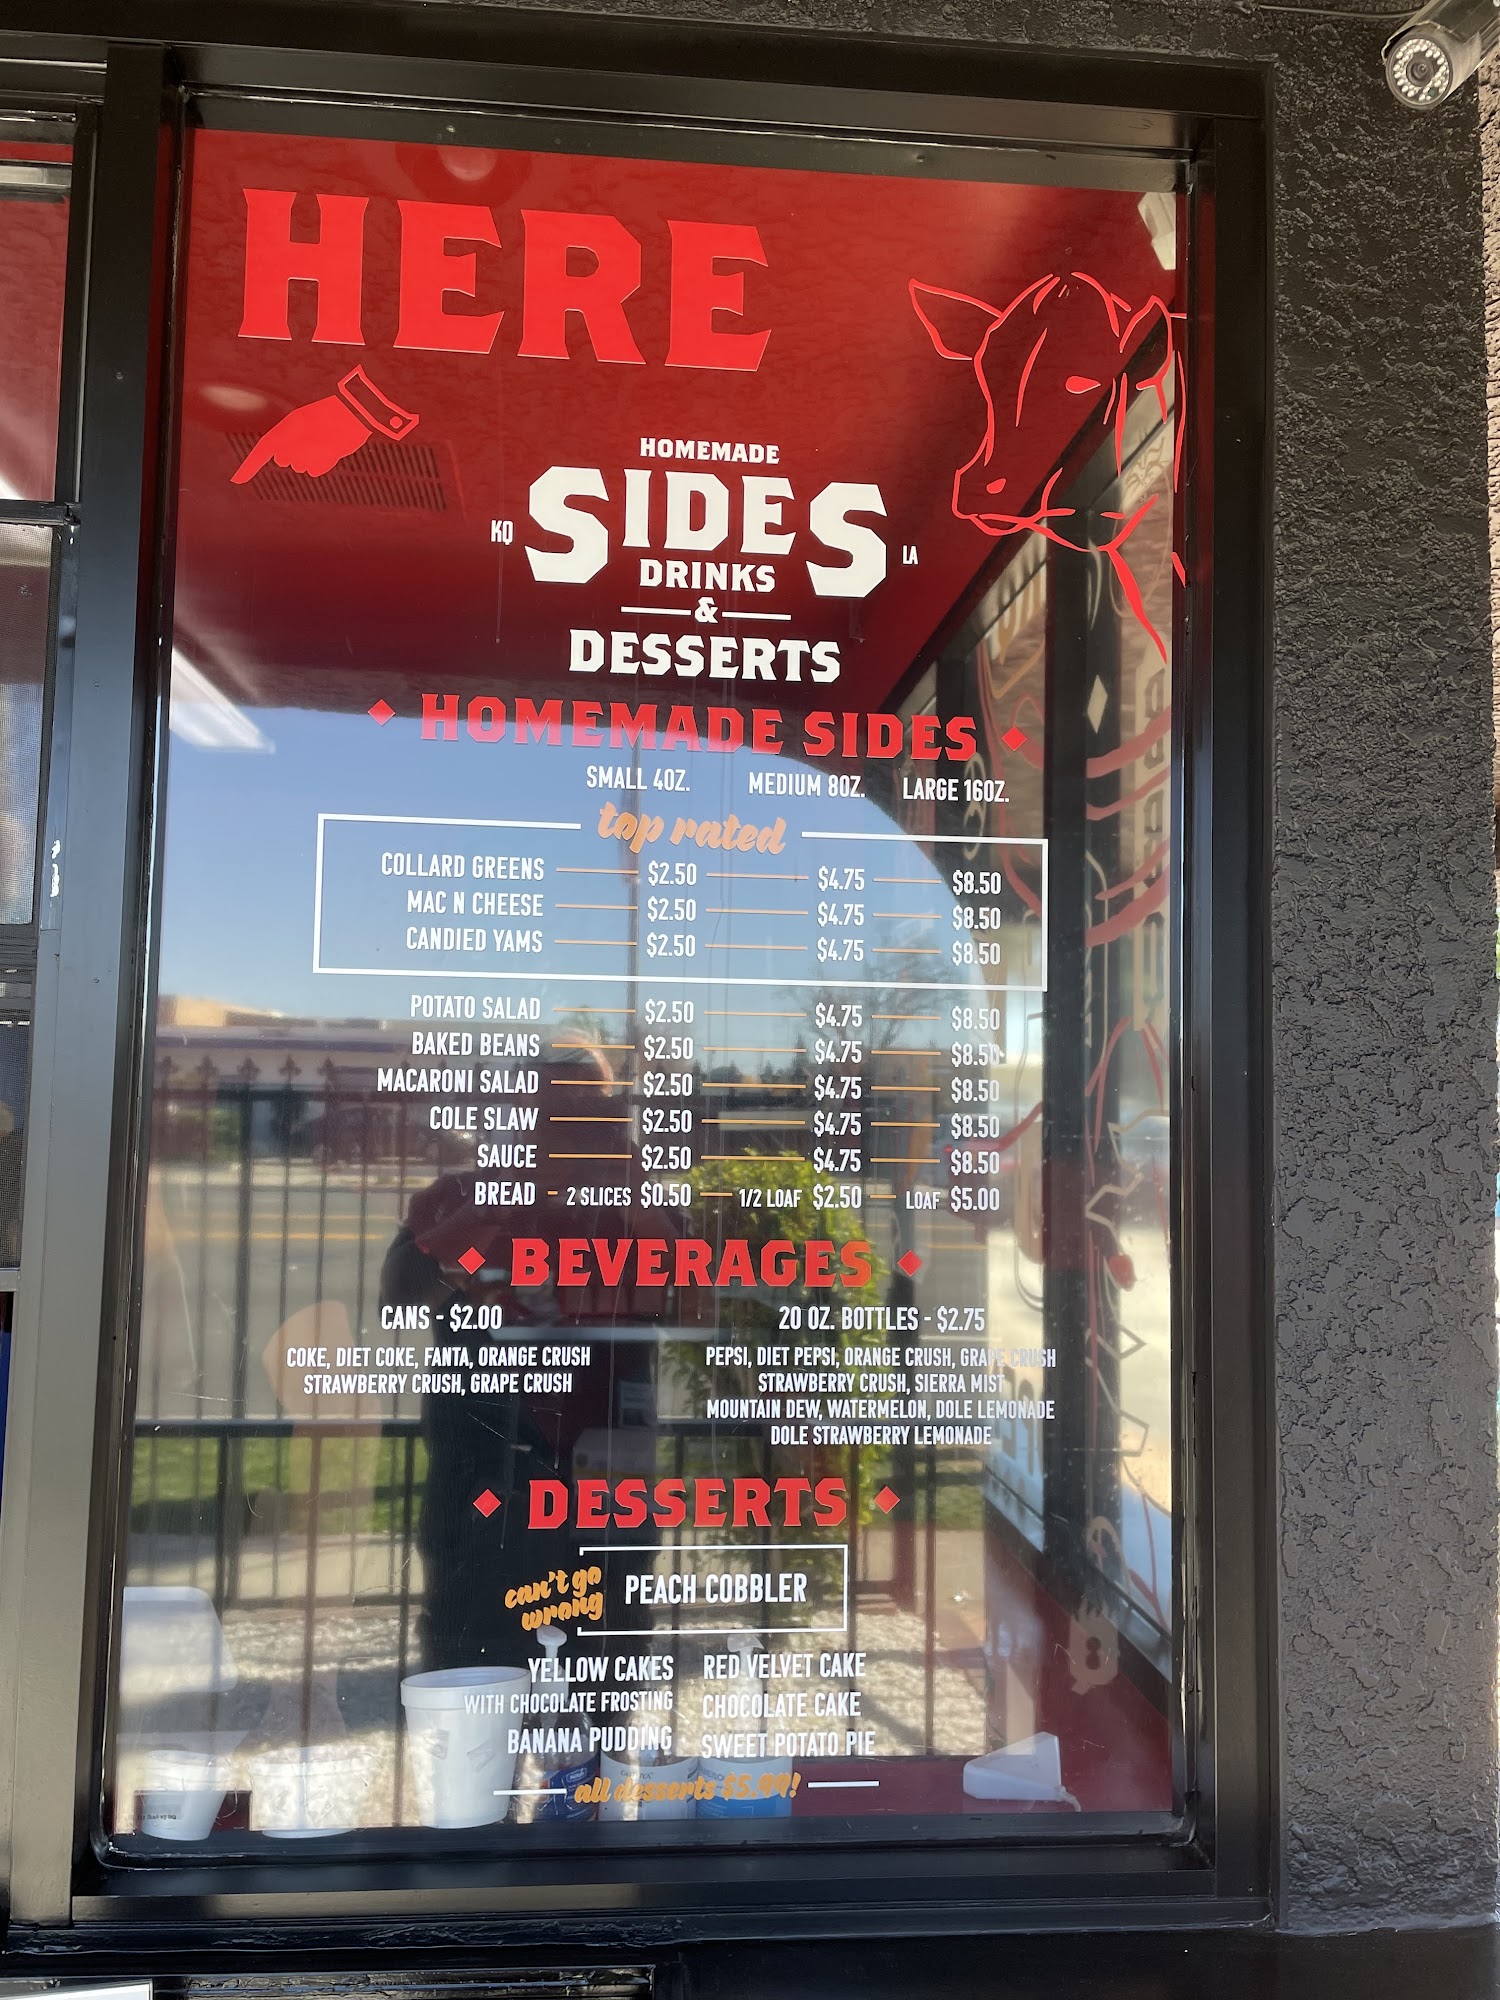 HERE
HOMEMADE
KQ SIDES LA
DRINKS
&
DESSERTS
HOMEMADE SIDES
SMALL 4OZ. MEDIUM 8OZ. LARGE 16OZ.
top rated
COLLARD GREENS $2.50 $4.75 $8.50
MAC N CHEESE $2.50 $4.75 $8.50
CANDIED YAMS $2.50 $4.75 $8.50
POTATO SALAD $2.50 $4.75 $8.50
BAKED BEANS $2.50 $4.75 $8.50
MACARONI SALAD $2.50 $4.75 $8.50
COLE SLAW $2.50 $4.75 $8.50
SAUCE $2.50 $4.75 $8.50
BREAD - 2 SLICES $0.50 — 1/2 LOAF $2.50 — LOAF $5.00
BEVERAGES
CANS - $2.00
COKE, DIET COKE, FANTA, ORANGE CRUSH
STRAWBERRY CRUSH, GRAPE CRUSH
20 OZ. BOTTLES - $2.75
PEPSI, DIET PEPSI, ORANGE CRUSH, GRAPE CRUSH
STRAWBERRY CRUSH, SIERRA MIST
MOUNTAIN DEW, WATERMELON, DOLE LEMONADE
DOLE STRAWBERRY LEMONADE
DESSERTS
can't go
wrong
PEACH COBBLER
YELLOW CAKES
WITH CHOCOLATE FROSTING
BANANA PUDDING
RED VELVET CAKE
CHOCOLATE CAKE
SWEET POTATO PIE
all desserts $5.99!